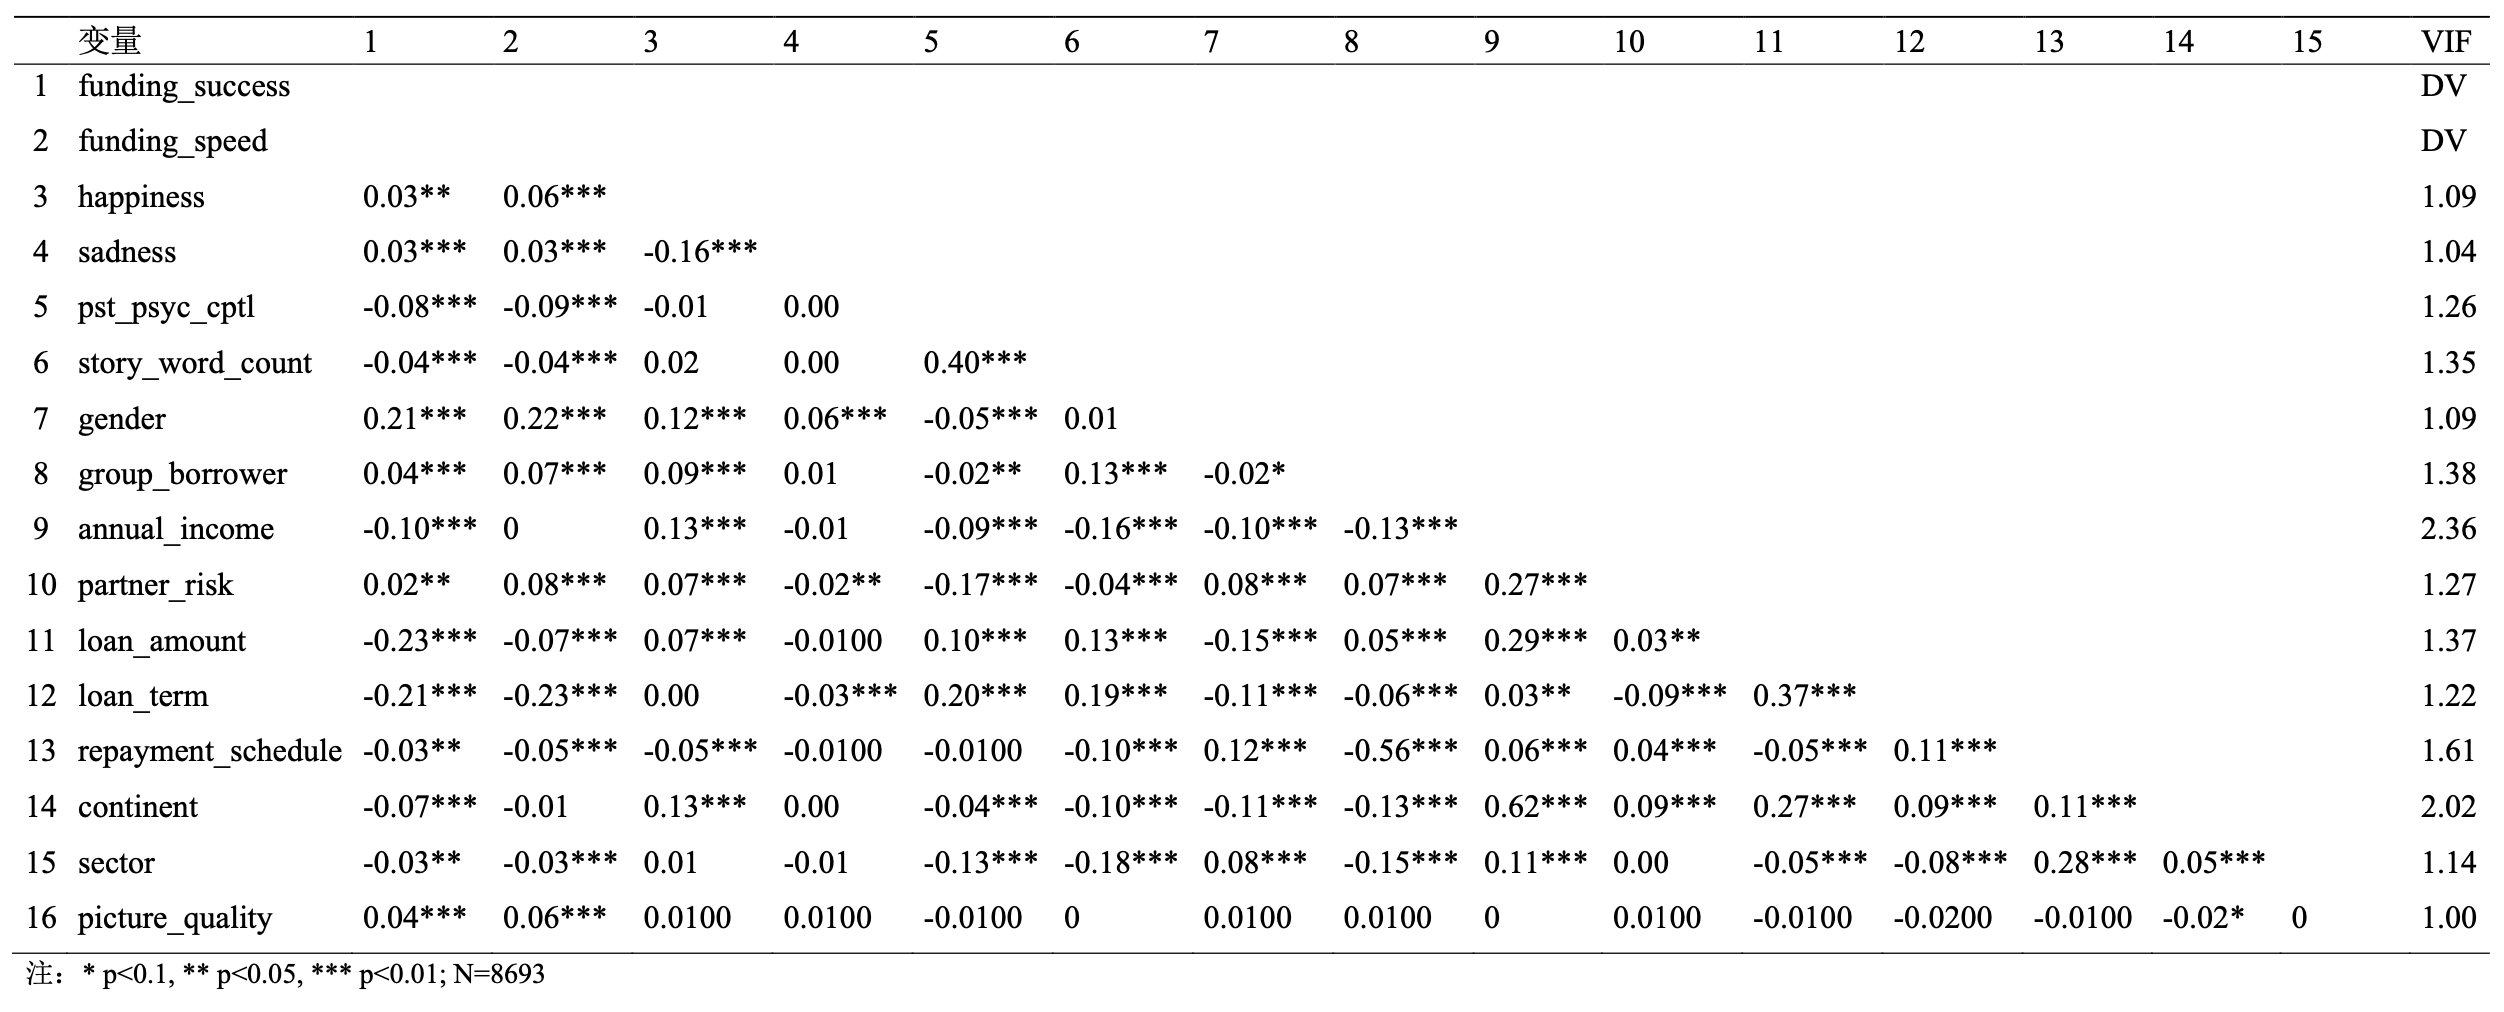 变量 1 2 3 4 5 6 7 8 9 10 11 12 13 14 15 VIF
1 funding_success DV
2 funding_speed DV
3 happiness 0.03** 0.06*** 1.09
4 sadness 0.03*** 0.03*** -0.16*** 1.04
5 pst_psyc_cptl -0.08*** -0.09*** -0.01 0.00 1.26
6 story_word_count -0.04*** -0.04*** 0.02 0.00 0.40*** 1.35
7 gender 0.21*** 0.22*** 0.12*** 0.06*** -0.05*** 0.01 1.09
8 group_borrower 0.04*** 0.07*** 0.09*** 0.01 -0.02** 0.13*** -0.02* 1.38
9 annual_income -0.10*** 0 0.13*** -0.01 -0.09*** -0.16*** -0.10*** -0.13*** 2.36
10 partner_risk 0.02** 0.08*** 0.07*** -0.02** -0.17*** -0.04*** 0.08*** 0.07*** 0.27*** 1.27
11 loan_amount -0.23*** -0.07*** 0.07*** -0.0100 0.10*** 0.13*** -0.15*** 0.05*** 0.29*** 0.03** 1.37
12 loan_term -0.21*** -0.23*** 0.00 -0.03*** 0.20*** 0.19*** -0.11*** -0.06*** 0.03** -0.09*** 0.37*** 1.22
13 repayment_schedule -0.03** -0.05*** -0.05*** -0.0100 -0.0100 -0.10*** 0.12*** -0.56*** 0.06*** 0.04*** -0.05*** 0.11*** 1.61
14 continent -0.07*** -0.01 0.13*** 0.00 -0.04*** -0.10*** -0.11*** -0.13*** 0.62*** 0.09*** 0.27*** 0.09*** 0.11*** 2.02
15 sector -0.03** -0.03*** 0.01 -0.01 -0.13*** -0.18*** 0.08*** -0.15*** 0.11*** 0.00 -0.05*** -0.08*** 0.28*** 0.05*** 1.14
16 picture_quality 0.04*** 0.06*** 0.0100 0.0100 -0.0100 0 0.0100 0.0100 0 0.0100 -0.0100 -0.0200 -0.0100 -0.02* 0 1.00
注：* p<0.1, ** p<0.05, *** p<0.01; N=8693